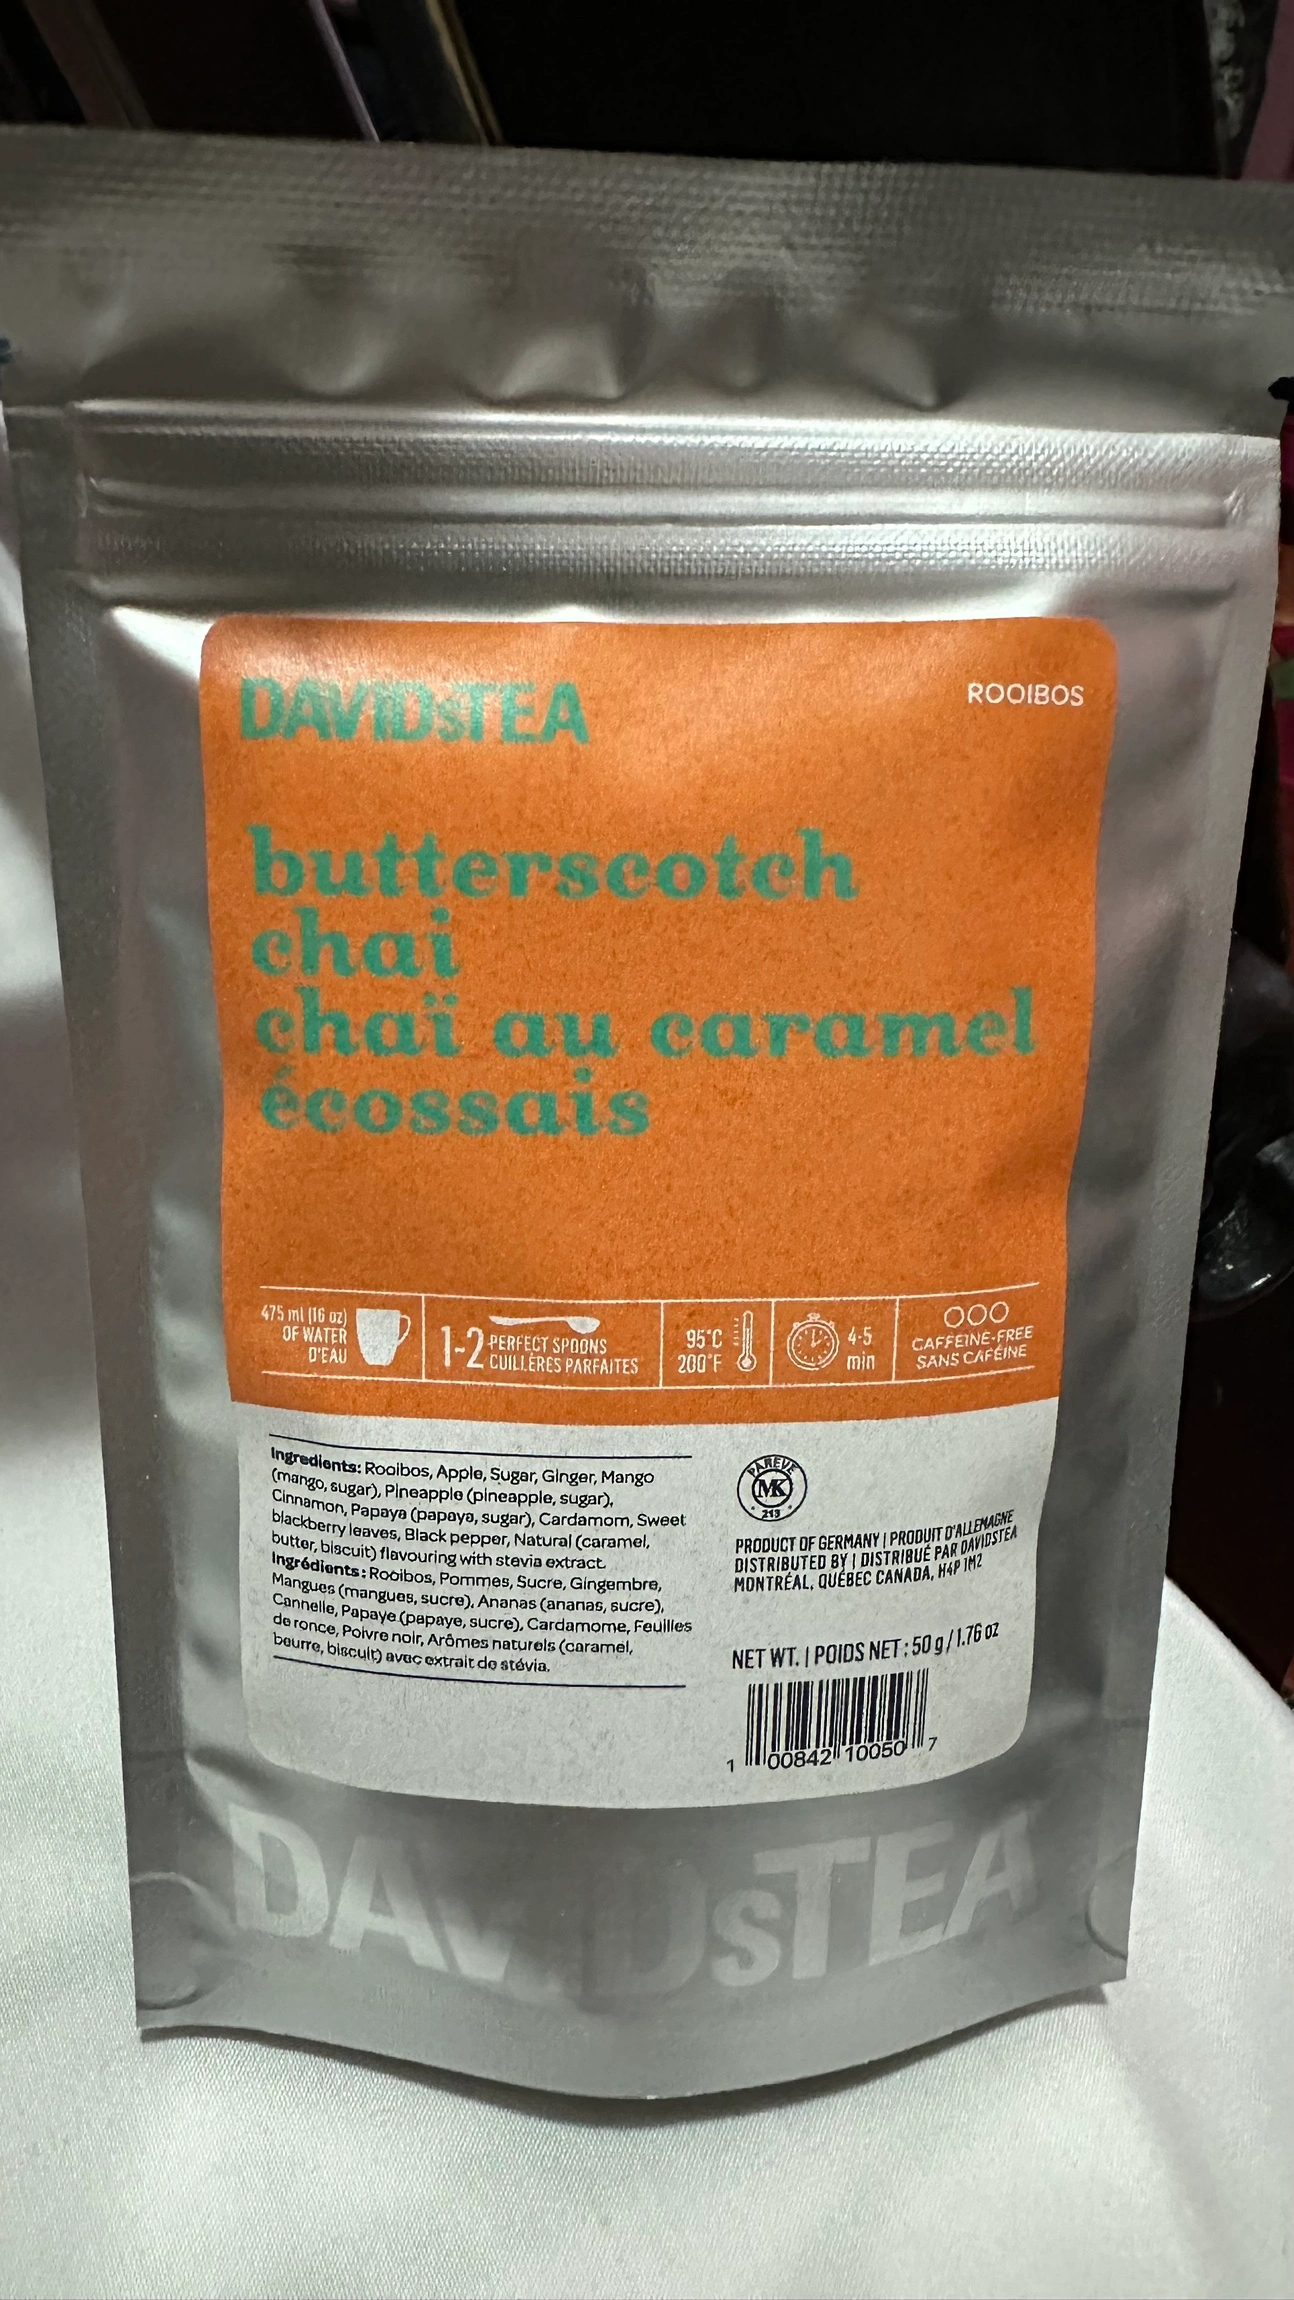 DAVIDsTEA
ROOIBOS
butterscotch
chai
chaï au caramel
écossais
475 ml (16 oz)
OF WATER
D'EAU
1-2 PERFECT SPOONS
CUILLÈRES PARFAITES
95°C
200°F
4-5
min
CAFFEINE-FREE
SANS CAFÉINE
Ingredients: Rooibos, Apple, Sugar, Ginger, Mango
(mango, sugar), Pineapple (pineapple, sugar),
Cinnamon, Papaya (papaya, sugar), Cardamom, Sweet
blackberry leaves, Black pepper, Natural (caramel,
butter, biscuit) flavouring with stevia extract.
Ingrédients: Rooibos, Pommes, Sucre, Gingembre,
Mangues (mangues, sucre), Ananas (ananas, sucre),
Cannelle, Papaye (papaye, sucre), Cardamome, Feuilles
de ronce, Poivre noir, Arômes naturels (caramel,
beurre, biscuit) avec extrait de stévia.
PAREVE
MK
213
PRODUCT OF GERMANY | PRODUIT D'ALLEMAGNE
DISTRIBUTED BY | DISTRIBUÉ PAR DAVIDSTEA
MONTRÉAL, QUÉBEC CANADA, H4P 1M2
NET WT. | POIDS NET : 50 g / 1.76 oz
1 00842 10050 7
DAVIDsTEA